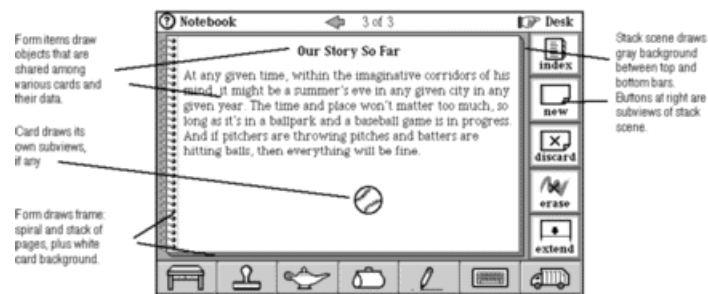 Notebook
3 of 3
Desk
Form items draw
objects that are
shared among
various cards and
their data.
Card draws its
own subviews,
if any
Form draws frame:
spiral and stack of
pages, plus white
card background.
Our Story So Far
At any given time, within the imaginative corridors of his
mind, it might be a summer's eve in any given city in any
given year. The time and place won't matter too much, so
long as it's in a ballpark and a baseball game is in progress.
And if pitchers are throwing pitches and batters are
hitting balls, then everything will be fine.
index
new
discard
erase
extend
Stack scene draws
gray background
between top and
bottom bars.
Buttons at right are
subviews of stack
scene.